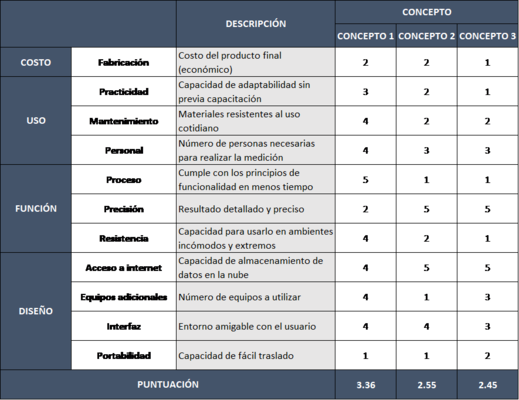 DESCRIPCIÓN
CONCEPTO
CONCEPTO 1 CONCEPTO 2 CONCEPTO 3
COSTO
Fabricación
Costo del producto final
(económico)
2 2 1
USO
Practicidad
Capacidad de adaptabilidad sin
previa capacitación
3 2 1
Mantenimiento
Materiales resistentes al uso
cotidiano
4 2 2
Personal
Número de personas necesarias
para realizar la medición
4 3 3
FUNCIÓN
Proceso
Cumple con los principios de
funcionalidad en menos tiempo
5 1 1
Precisión
Resultado detallado y preciso
2 5 5
Resistencia
Capacidad para usarlo en ambientes
incómodos y extremos
4 2 1
DISEÑO
Acceso a internet
Capacidad de almacenamiento de
datos en la nube
4 5 5
Equipos adicionales
Número de equipos a utilizar
4 1 3
Interfaz
Entorno amigable con el usuario
4 4 3
Portabilidad
Capacidad de fácil traslado
1 1 2
PUNTUACIÓN
3.36 2.55 2.45